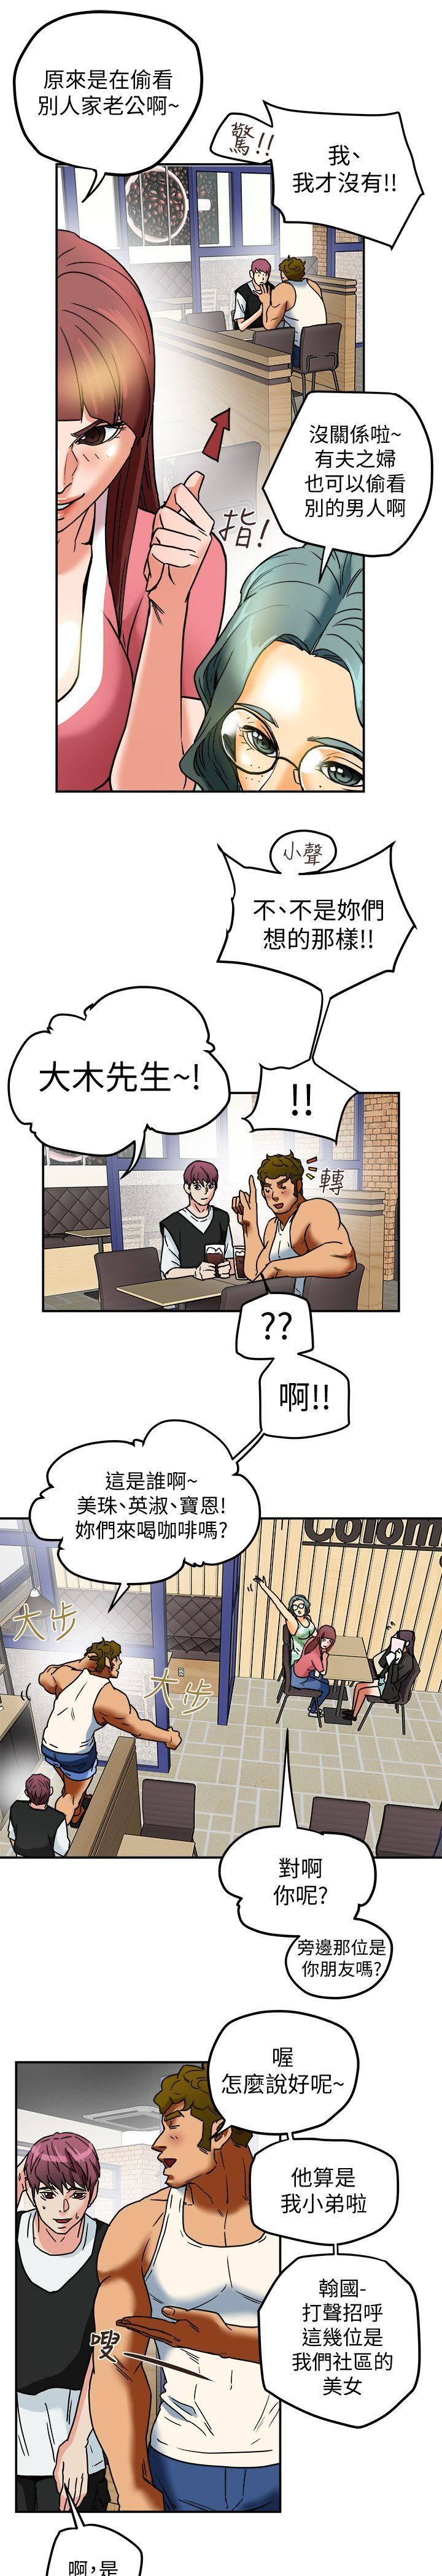 原來是在偷看
別人家老公啊~
驚!!
我、
我才沒有!!
沒關係啦~
有夫之婦
也可以偷看
別的男人啊
指!
小聲
不、不是妳們
想的那樣!!
大木先生~!
!!
轉
??
啊!!
這是誰啊~
美珠、英淑、寶恩!
妳們來喝咖啡嗎?
Colom
大步
大步
對啊
你呢?
旁邊那位是
你朋友嗎?
喔
怎麼說好呢~
他算是
我小弟啦
翰國-
打聲招呼
這幾位是
我們社區的
美女
嗖
啊,是